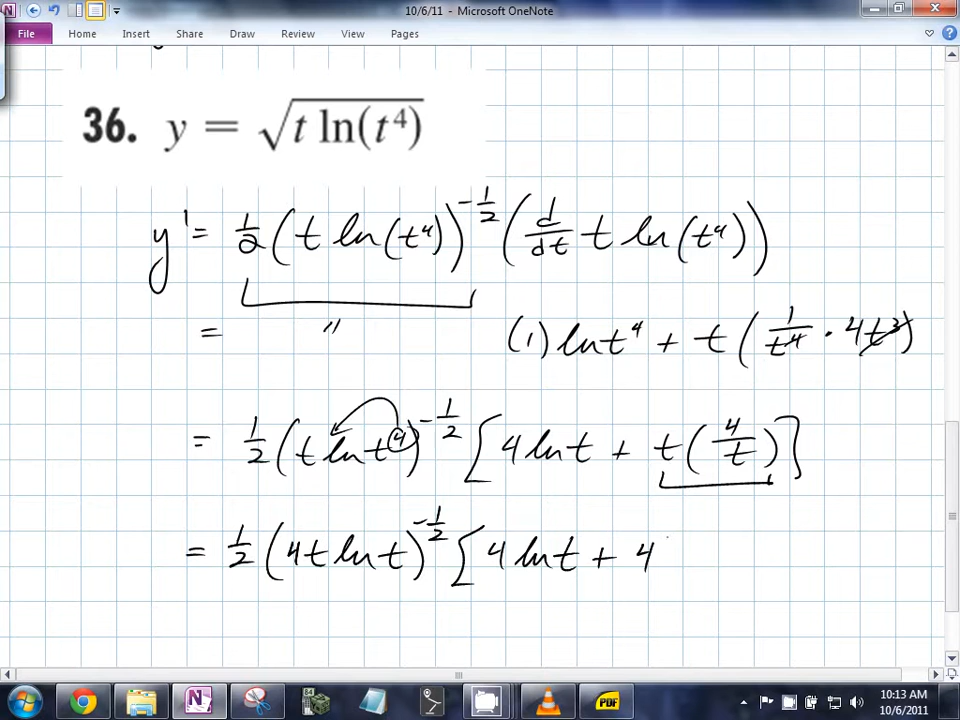 10/6/11 - Microsoft OneNote
File Home Insert Share Draw Review View Pages
36. y = √(t ln(t⁴))
y' = 1/2 (t ln(t⁴))^(-1/2) (d/dt t ln(t⁴))
= " (1) ln t⁴ + t (1/t⁴ · 4t³)
= 1/2 (t ln t⁴)^(-1/2) [4 ln t + t (4/t)]
= 1/2 (4t ln t)^(-1/2) [4 ln t + 4
PDF
10:13 AM
10/6/2011